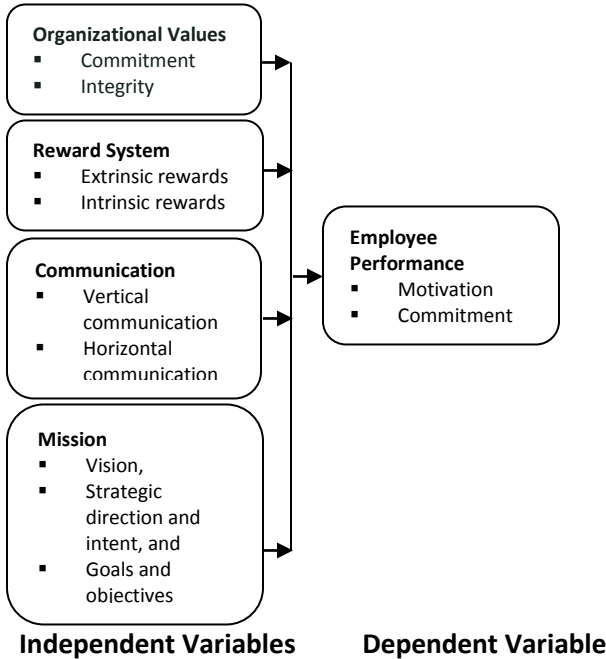 Organizational Values
▪ Commitment
▪ Integrity
Reward System
▪ Extrinsic rewards
▪ Intrinsic rewards
Communication
▪ Vertical
communication
▪ Horizontal
communication
Mission
▪ Vision,
▪ Strategic
direction and
intent, and
▪ Goals and
objectives
Employee
Performance
▪ Motivation
▪ Commitment
Independent Variables
Dependent Variable